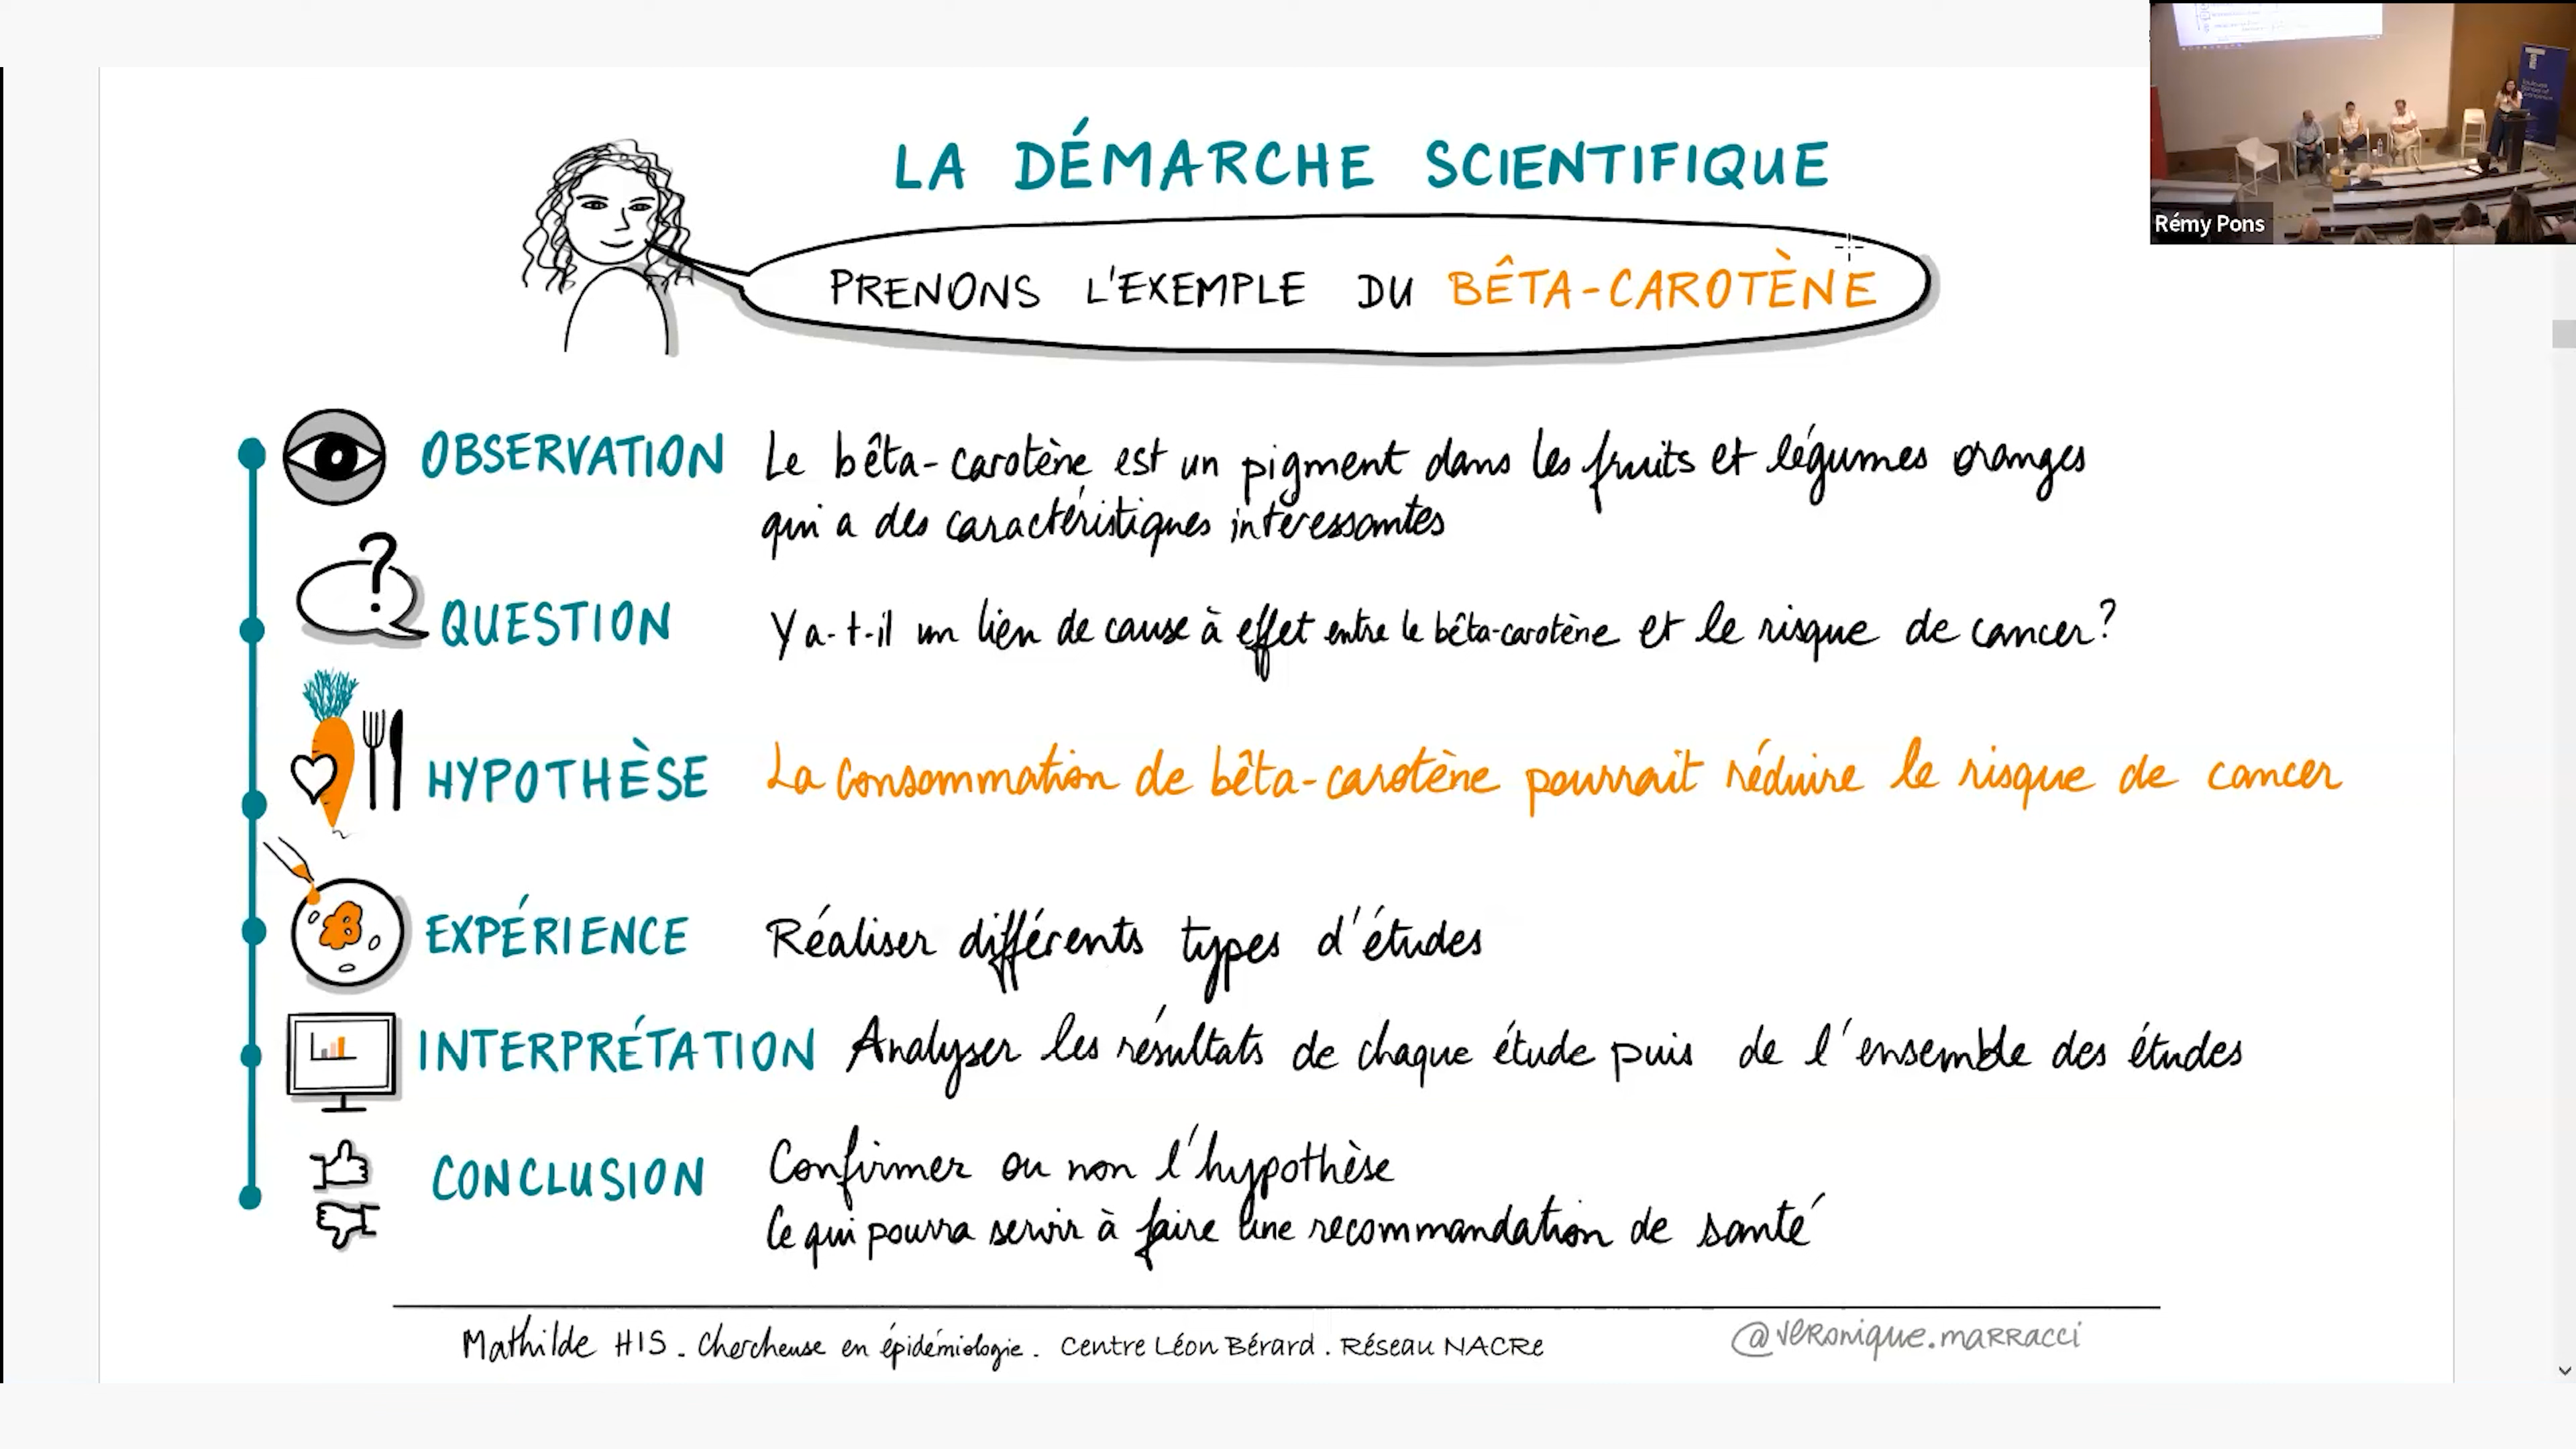 LA DÉMARCHE SCIENTIFIQUE
PRENONS L'EXEMPLE DU BÊTA-CAROTÈNE
Rémy Pons
OBSERVATION Le bêta-carotène est un pigment dans les fruits et légumes oranges
qui a des caractéristiques intéressantes
QUESTION Y a-t-il un lien de cause à effet entre le bêta-carotène et le risque de cancer?
HYPOTHÈSE La consommation de bêta-carotène pourrait réduire le risque de cancer
EXPÉRIENCE Réaliser différents types d'études
INTERPRÉTATION Analyser les résultats de chaque étude puis de l'ensemble des études
CONCLUSION Confirmer ou non l'hypothèse
Ce qui pourra servir à faire une recommandation de santé
Mathilde HIS. Chercheuse en épidémiologie. Centre Léon Bérard. Réseau NACRe
@veronique.marracci